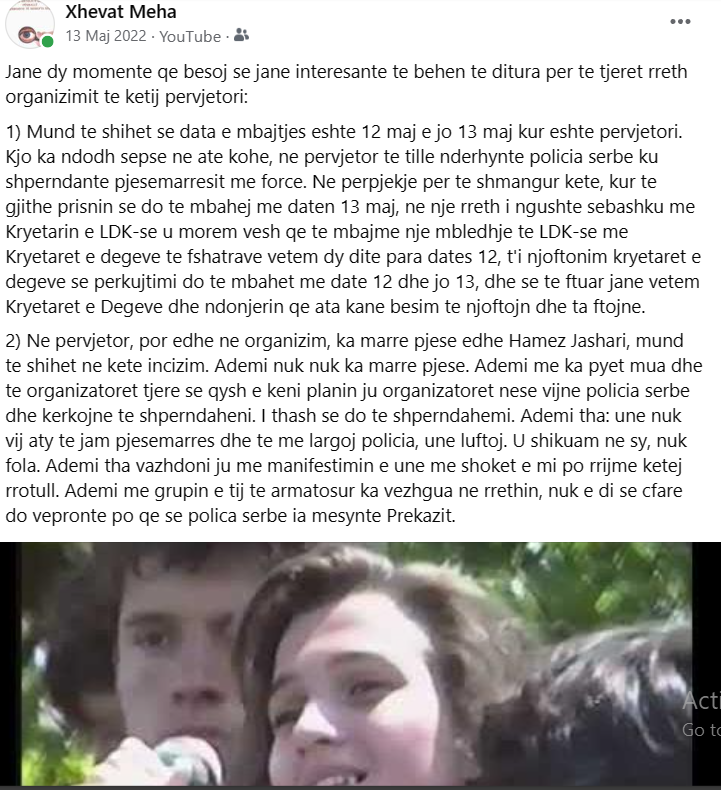 Xhevat Meha
13 Maj 2022 · YouTube ·
Jane dy momente qe besoj se jane interesante te behen te ditura per te tjeret rreth
organizimit te ketij pervjetori:
1) Mund te shihet se data e mbajtjes eshte 12 maj e jo 13 maj kur eshte pervjetori.
Kjo ka ndodh sepse ne ate kohe, ne pervjetor te tille nderhynte policia serbe ku
shperndante pjesemarresit me force. Ne perpjekje per te shmangur kete, kur te
gjithe prisnin se do te mbahej me daten 13 maj, ne nje rreth i ngushte sebashku me
Kryetarin e LDK-se u morem vesh qe te mbajme nje mbledhje te LDK-se me
Kryetaret e degeve te fshatrave vetem dy dite para dates 12, t'i njoftonim kryetaret e
degeve se perkujtimi do te mbahet me date 12 dhe jo 13, dhe se te ftuar jane vetem
Kryetaret e Degeve dhe ndonjerin qe ata kane besim te njoftojn dhe ta ftojne.
2) Ne pervjetor, por edhe ne organizim, ka marre pjese edhe Hamez Jashari, mund
te shihet ne kete incizim. Ademi nuk nuk ka marre pjese. Ademi me ka pyet mua dhe
te organizatoret tjere se qysh e keni planin ju organizatoret nese vijne policia serbe
dhe kerkojne te shperndaheni. I thash se do te shperndahemi. Ademi tha: une nuk
vij aty te jam pjesemarres dhe te me largoj policia, une luftoj. U shikuam ne sy, nuk
fola. Ademi tha vazhdoni ju me manifestimin e une me shoket e mi po rrijme ketej
rrotull. Ademi me grupin e tij te armatosur ka vezhgua ne rrethin, nuk e di se cfare
do vepronte po qe se polica serbe ia mesynte Prekazit.
Acti
Go to